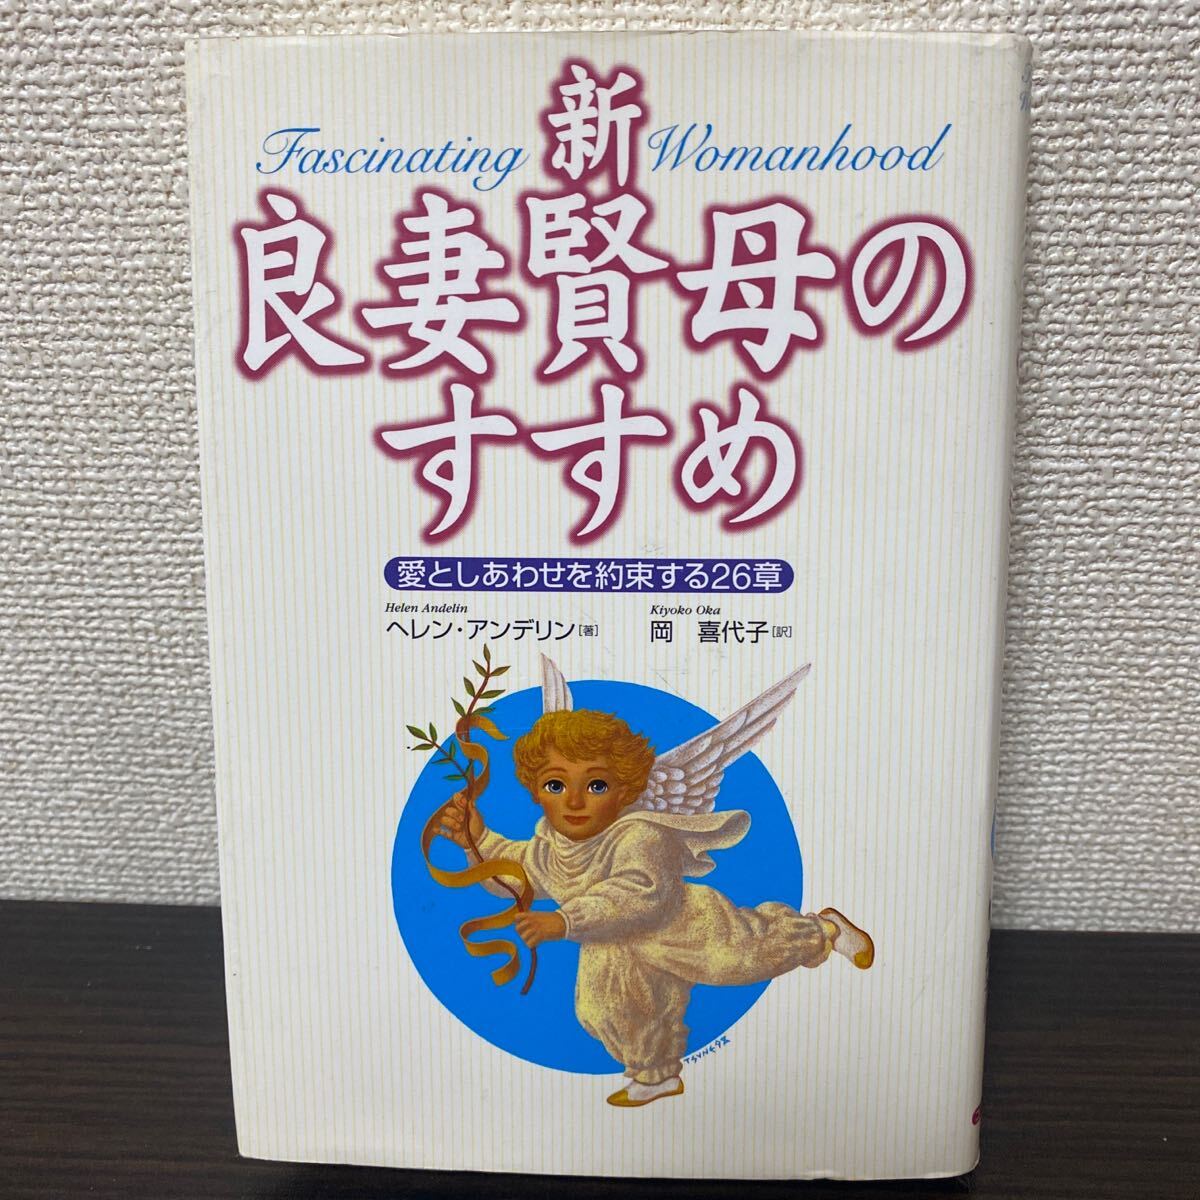 Fascinating Womanhood
新
良妻賢母の
すすめ
愛としあわせを約束する26章
Helen Andelin
ヘレン・アンデリン[著]
Kiyoko Oka
岡 喜代子[訳]